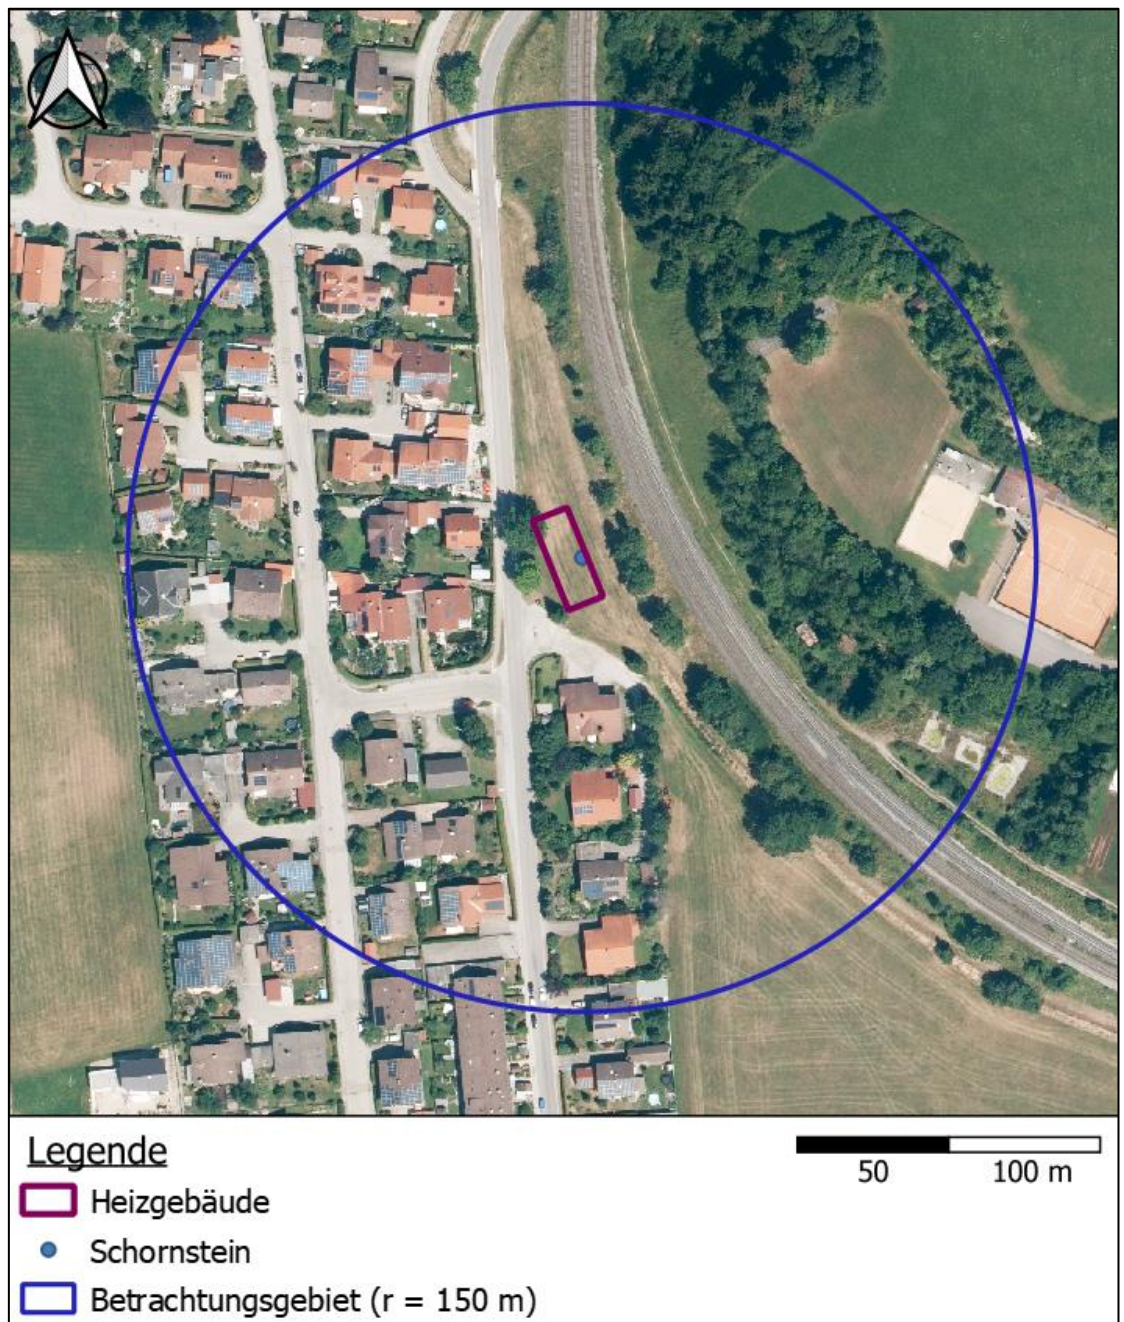 Legende
50 100 m
Heizgebäude
Schornstein
Betrachtungsgebiet (r = 150 m)